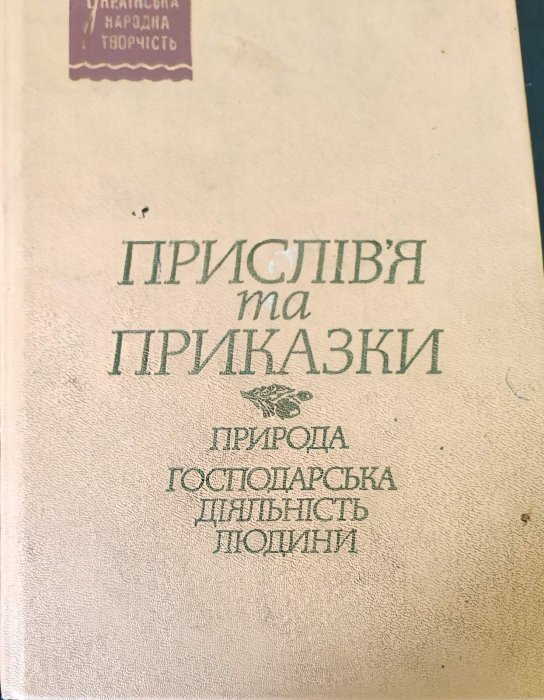 УКРАЇНСЬКА
НАРОДНА
ТВОРЧІСТЬ
ПРИСЛІВ'Я
та
ПРИКАЗКИ
ПРИРОДА
ГОСПОДАРСЬКА
ДІЯЛЬНІСТЬ
ЛЮДИНИ